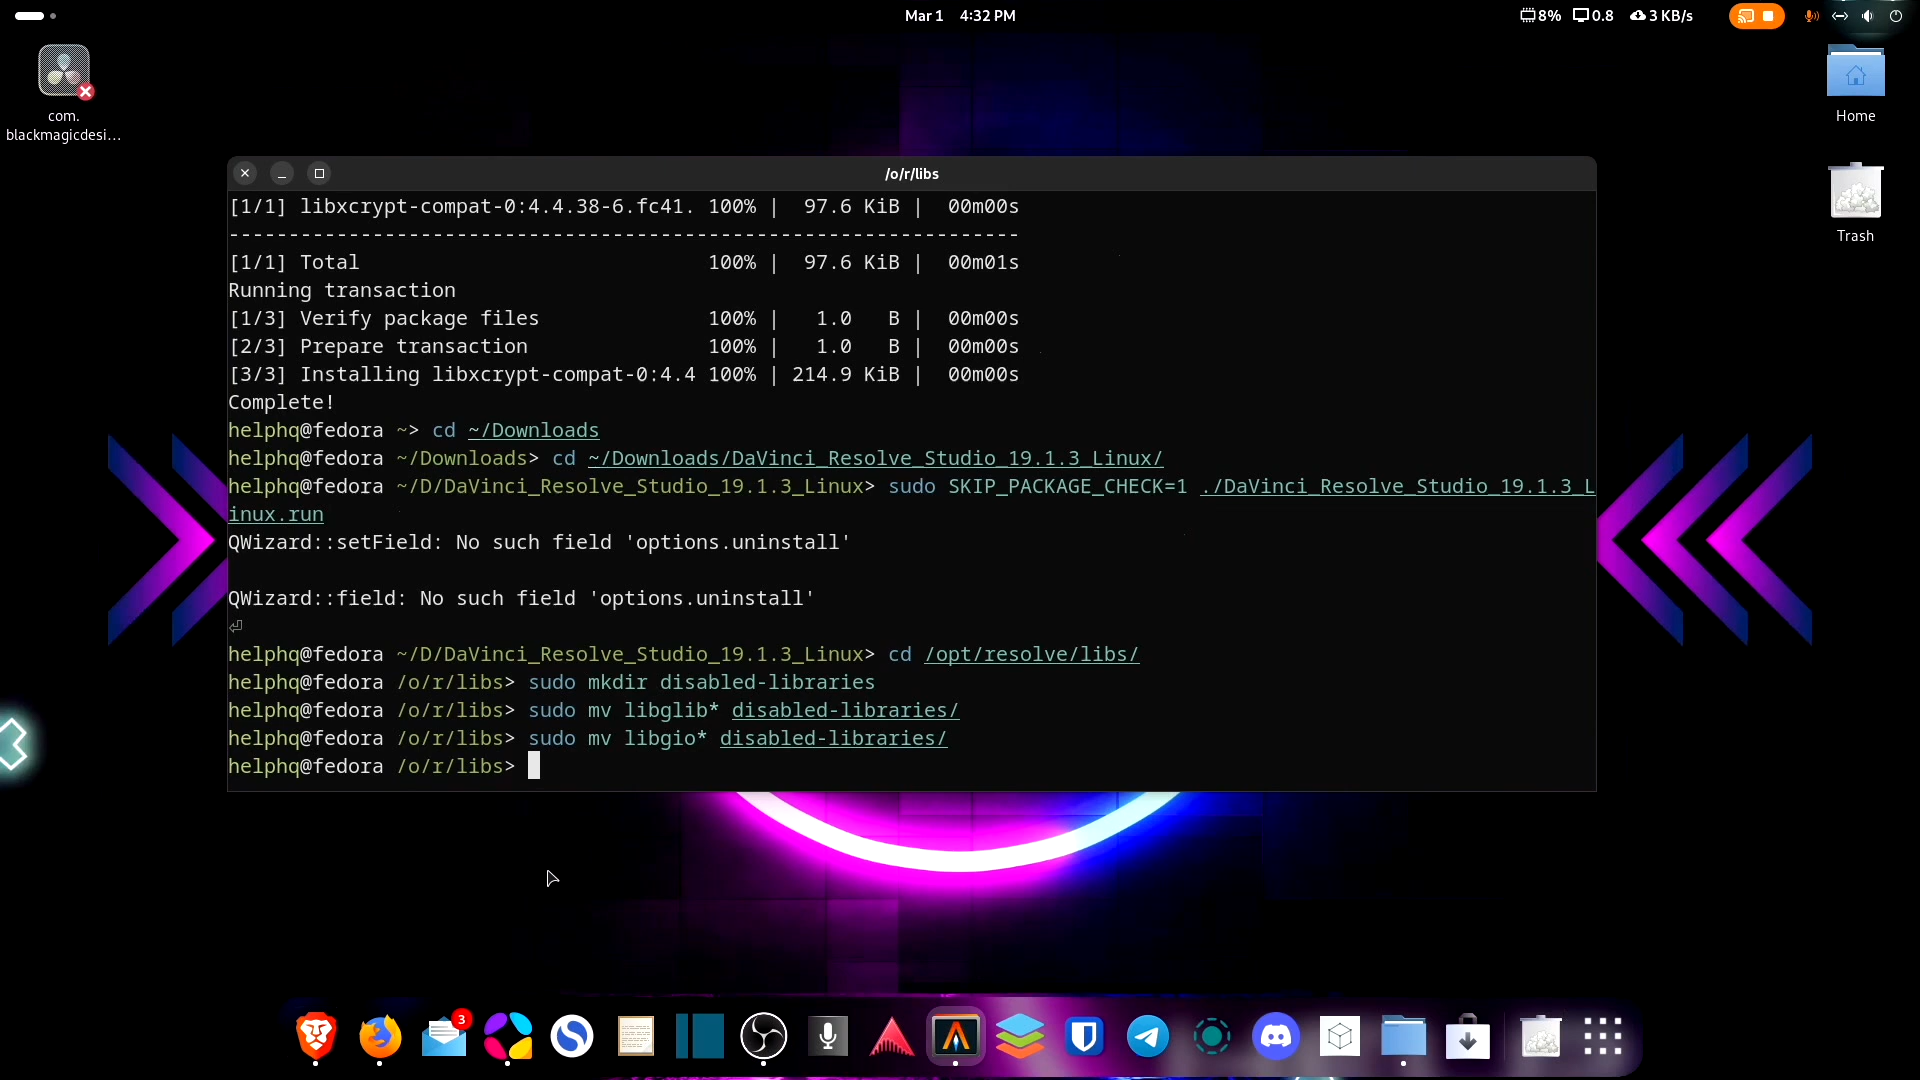 Mar 1 4:32 PM
8% 0.8 3 KB/s
com.
blackmagicdesi...
Home
Trash
/o/r/libs
[1/1] libxcrypt-compat-0:4.4.38-6.fc41. 100% |  97.6 KiB |  00m00s
------------------------------------------------------------------
[1/1] Total                             100% |  97.6 KiB |  00m01s
Running transaction
[1/3] Verify package files              100% |   1.0   B |  00m00s
[2/3] Prepare transaction               100% |   1.0   B |  00m00s
[3/3] Installing libxcrypt-compat-0:4.4 100% | 214.9 KiB |  00m00s
Complete!
helphq@fedora ~> cd ~/Downloads
helphq@fedora ~/Downloads> cd ~/Downloads/DaVinci_Resolve_Studio_19.1.3_Linux/
helphq@fedora ~/D/DaVinci_Resolve_Studio_19.1.3_Linux> sudo SKIP_PACKAGE_CHECK=1 ./DaVinci_Resolve_Studio_19.1.3_L
inux.run
QWizard::setField: No such field 'options.uninstall'
QWizard::field: No such field 'options.uninstall'
⏎
helphq@fedora ~/D/DaVinci_Resolve_Studio_19.1.3_Linux> cd /opt/resolve/libs/
helphq@fedora /o/r/libs> sudo mkdir disabled-libraries
helphq@fedora /o/r/libs> sudo mv libglib* disabled-libraries/
helphq@fedora /o/r/libs> sudo mv libgio* disabled-libraries/
helphq@fedora /o/r/libs>
3